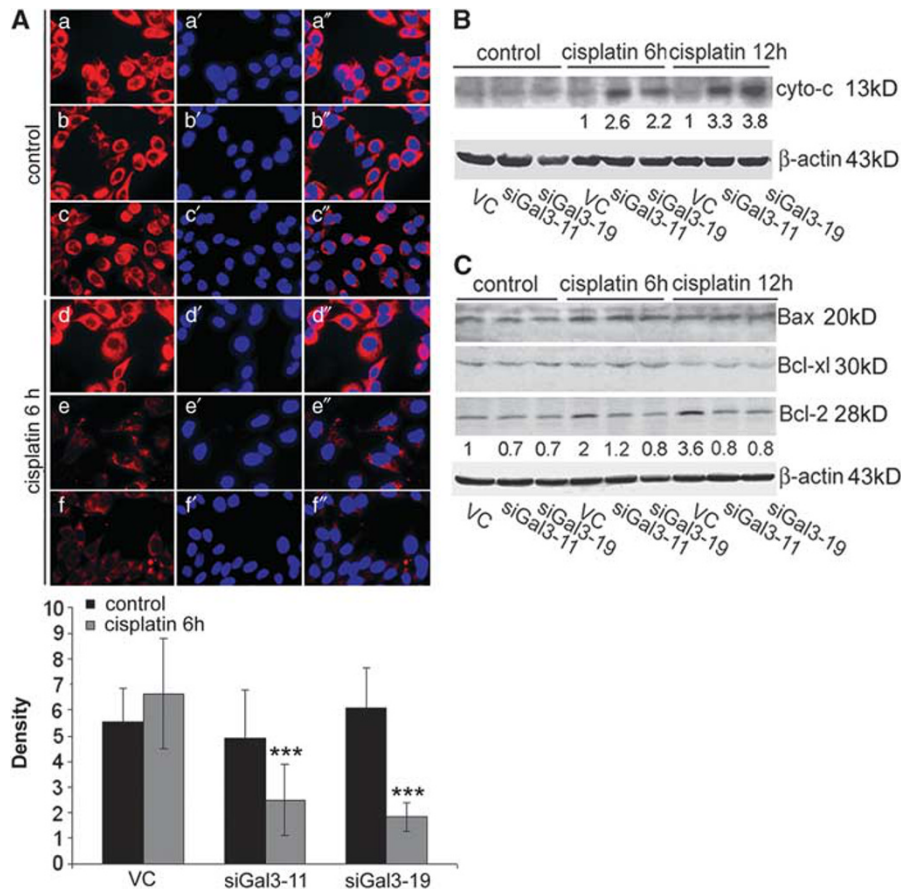 A
a a′ a″
b b′ b″
c c′ c″
control
d d′ d″
e e′ e″
f f′ f″
cisplatin 6 h
10
9
8
7
6
5
4
3
2
1
0
Density
control
cisplatin 6h
***
***
VC siGal3-11 siGal3-19
B
control cisplatin 6h cisplatin 12h
cyto-c 13kD
1 2.6 2.2 1 3.3 3.8
β-actin 43kD
VC siGal3-11 siGal3-19 VC siGal3-11 siGal3-19 VC siGal3-11 siGal3-19
C
control cisplatin 6h cisplatin 12h
Bax 20kD
Bcl-xl 30kD
Bcl-2 28kD
1 0.7 0.7 2 1.2 0.8 3.6 0.8 0.8
β-actin 43kD
VC siGal3-11 siGal3-19 VC siGal3-11 siGal3-19 VC siGal3-11 siGal3-19